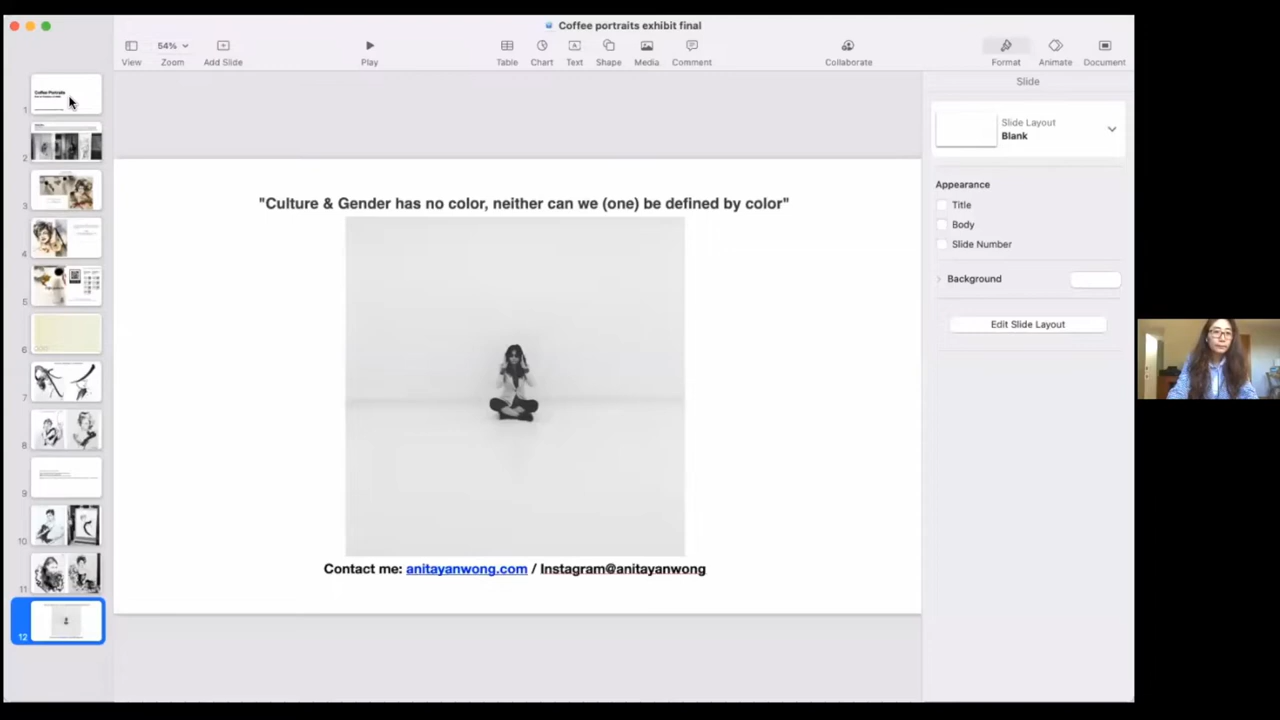 Coffee portraits exhibit final
54%
View
Zoom
Add Slide
Play
Table
Chart
Text
Shape
Media
Comment
Collaborate
Format
Animate
Document
Slide
Slide Layout
Blank
Appearance
Title
Body
Slide Number
Background
Edit Slide Layout
1
Coffee Portraits
2
3
4
5
6
7
8
9
10
11
12
"Culture & Gender has no color, neither can we (one) be defined by color"
Contact me: anitayanwong.com / Instagram@anitayanwong